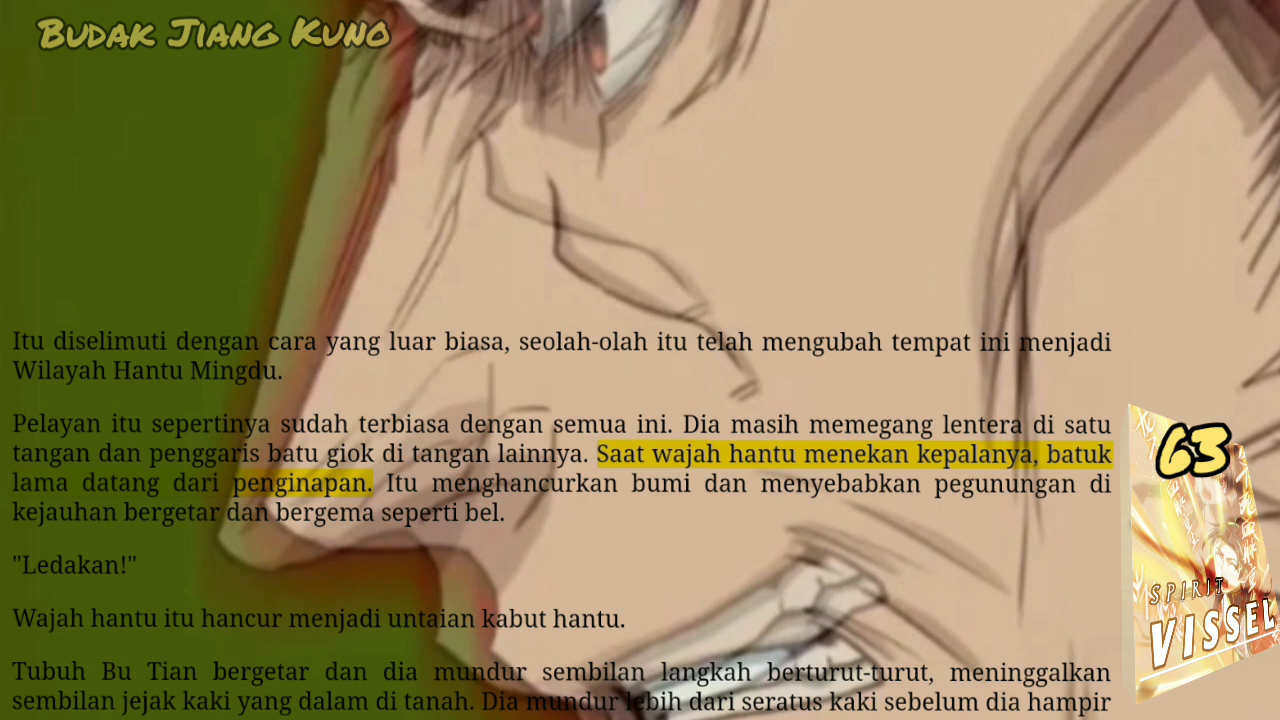 Budak Jiang Kuno
Itu diselimuti dengan cara yang luar biasa, seolah-olah itu telah mengubah tempat ini menjadi
Wilayah Hantu Mingdu.
Pelayan itu sepertinya sudah terbiasa dengan semua ini. Dia masih memegang lentera di satu
tangan dan penggaris batu giok di tangan lainnya. Saat wajah hantu menekan kepalanya, batuk
lama datang dari penginapan. Itu menghancurkan bumi dan menyebabkan pegunungan di
kejauhan bergetar dan bergema seperti bel.
"Ledakan!"
Wajah hantu itu hancur menjadi untaian kabut hantu.
Tubuh Bu Tian bergetar dan dia mundur sembilan langkah berturut-turut, meninggalkan
sembilan jejak kaki yang dalam di tanah. Dia mundur lebih dari seratus kaki sebelum dia hampir
63
SPIRIT
VISSEL